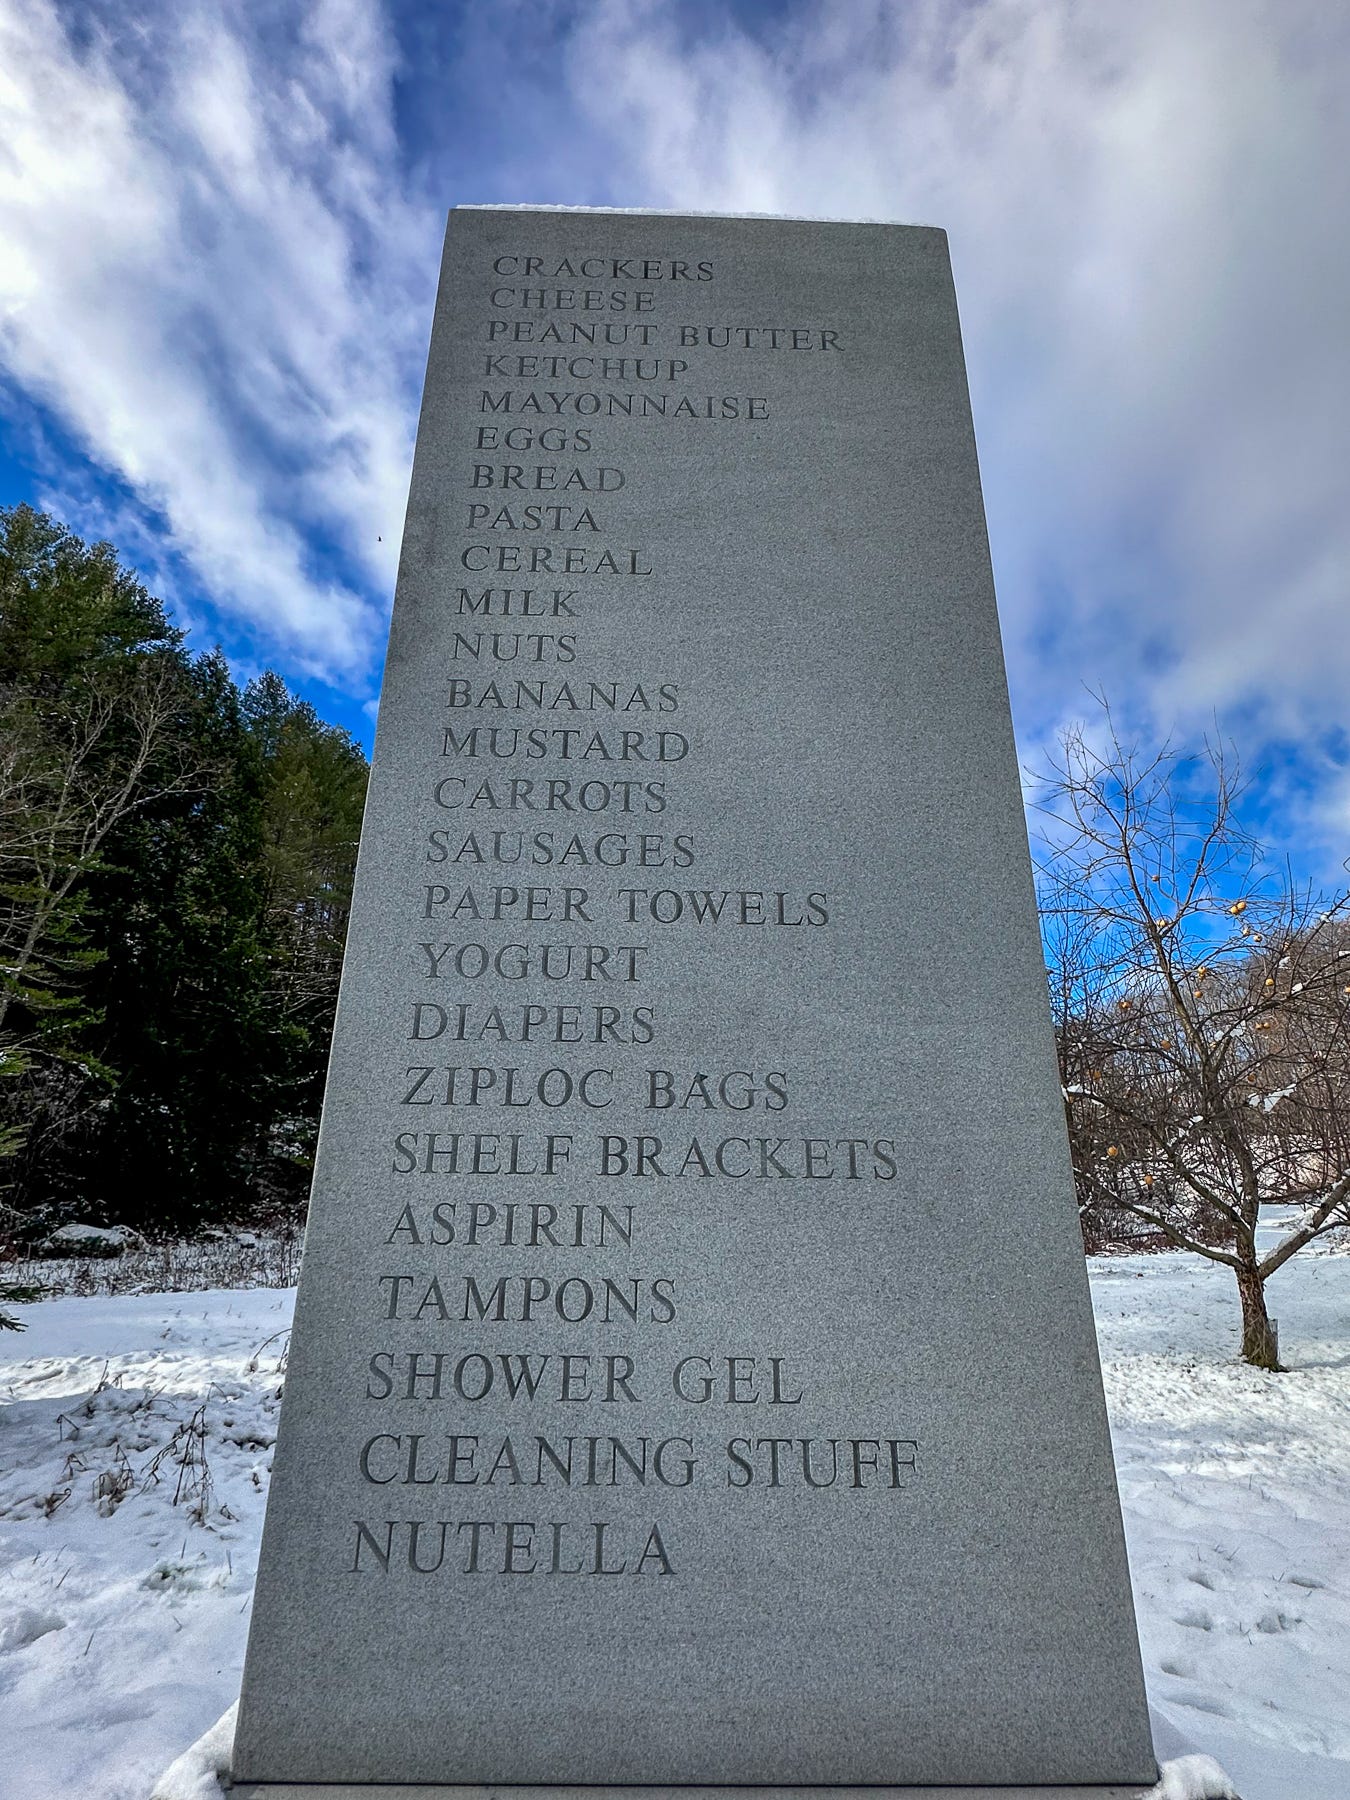 CRACKERS
CHEESE
PEANUT BUTTER
KETCHUP
MAYONNAISE
EGGS
BREAD
PASTA
CEREAL
MILK
NUTS
BANANAS
MUSTARD
CARROTS
SAUSAGES
PAPER TOWELS
YOGURT
DIAPERS
ZIPLOC BAGS
SHELF BRACKETS
ASPIRIN
TAMPONS
SHOWER GEL
CLEANING STUFF
NUTELLA